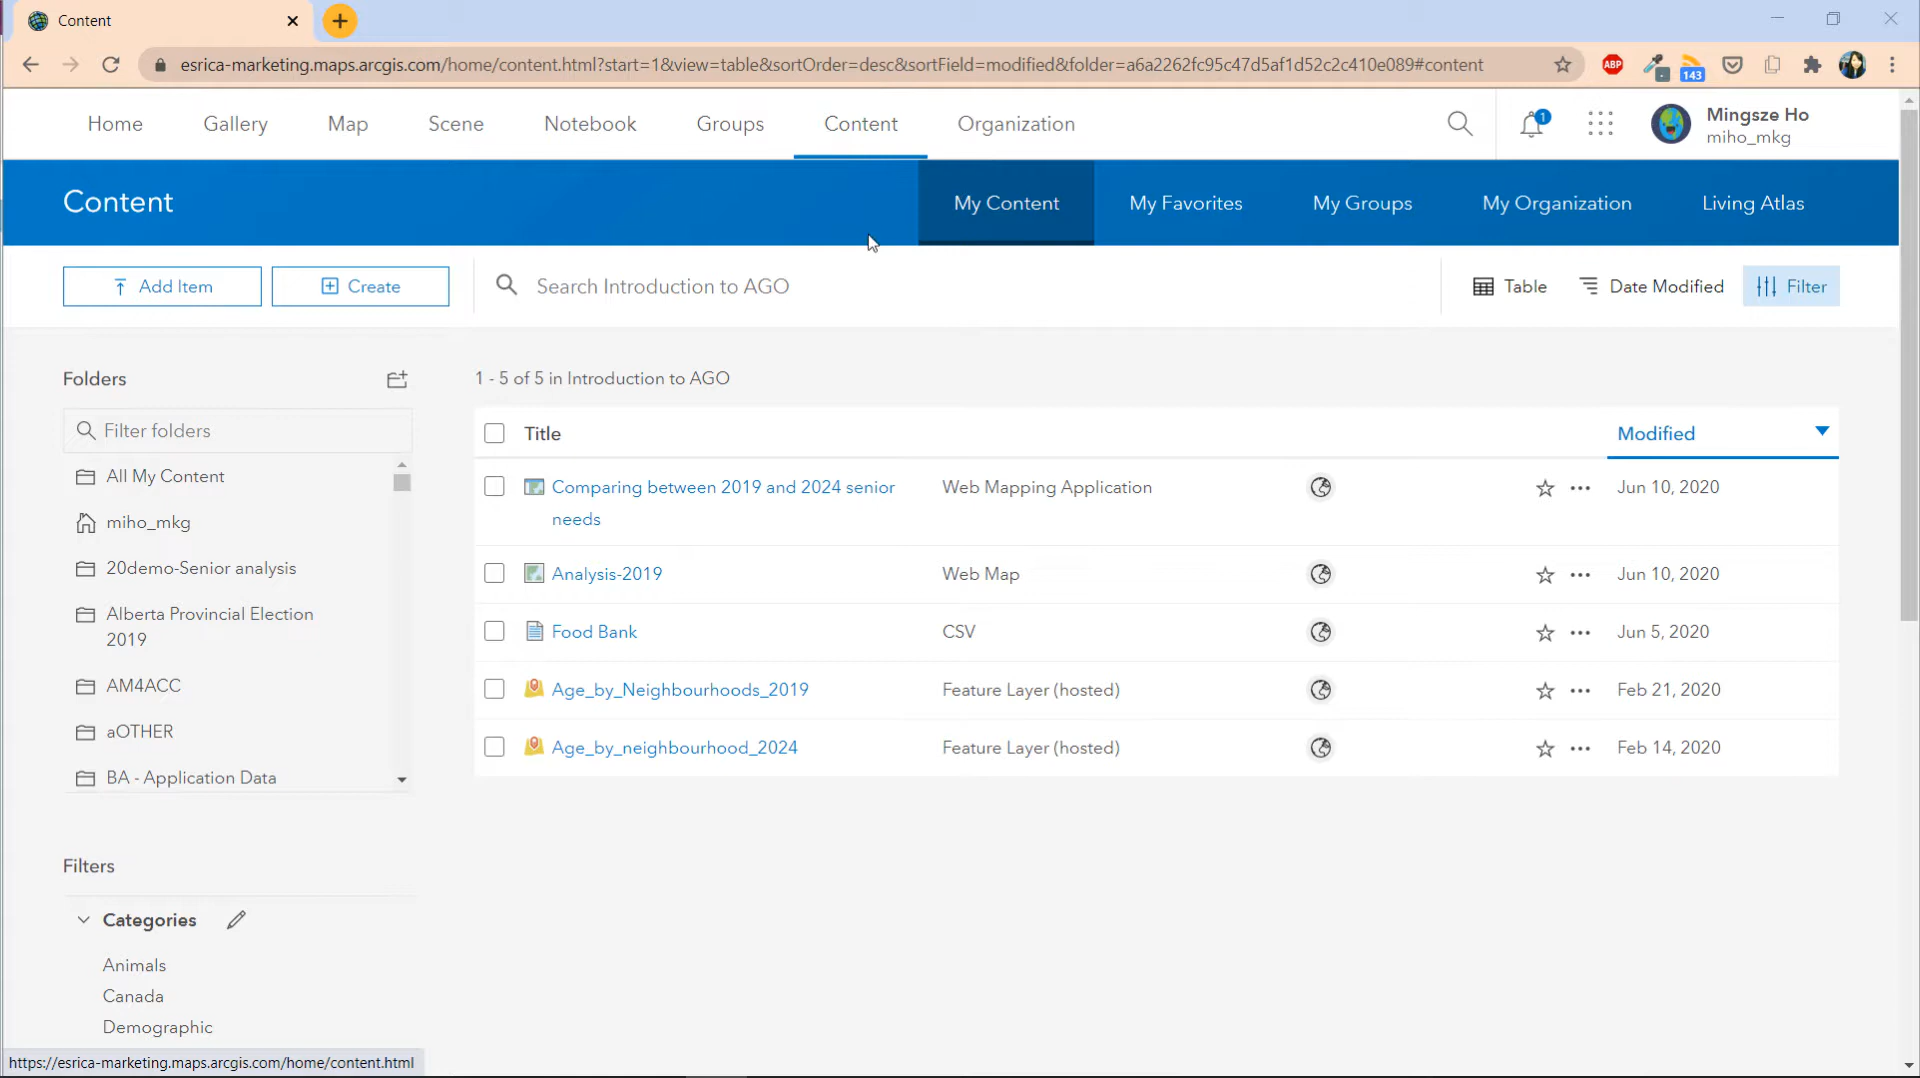 Content
esrica-marketing.maps.arcgis.com/home/content.html?start=1&view=table&sortOrder=desc&sortField=modified&folder=a6a2262fc95c47d5af1d52c2c410e089#content
ABP
143
Home Gallery Map Scene Notebook Groups Content Organization
1
Mingsze Ho
miho_mkg
Content
My Content My Favorites My Groups My Organization Living Atlas
Add Item Create Search Introduction to AGO Table Date Modified Filter
Folders
1 - 5 of 5 in Introduction to AGO
Filter folders
All My Content
miho_mkg
20demo-Senior analysis
Alberta Provincial Election
2019
AM4ACC
aOTHER
BA - Application Data
Title Modified
Comparing between 2019 and 2024 senior
needs
Web Mapping Application Jun 10, 2020
Analysis-2019 Web Map Jun 10, 2020
Food Bank CSV Jun 5, 2020
Age_by_Neighbourhoods_2019 Feature Layer (hosted) Feb 21, 2020
Age_by_neighbourhood_2024 Feature Layer (hosted) Feb 14, 2020
Filters
Categories
Animals
Canada
Demographic
https://esrica-marketing.maps.arcgis.com/home/content.html